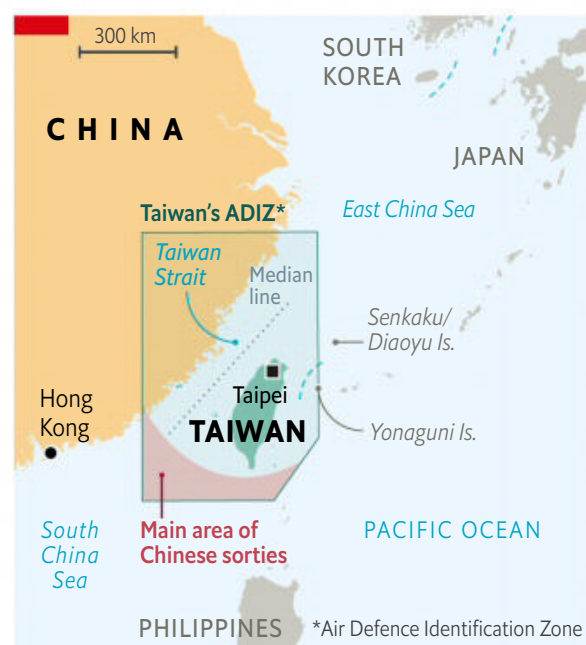 300 km
SOUTH
KOREA
CHINA
JAPAN
Taiwan's ADIZ*
East China Sea
Taiwan
Strait
Median
line
Senkaku/
Diaoyu Is.
Hong
Kong
Taipei
TAIWAN
Yonaguni Is.
South
China
Sea
Main area of
Chinese sorties
PACIFIC OCEAN
PHILIPPINES
*Air Defence Identification Zone